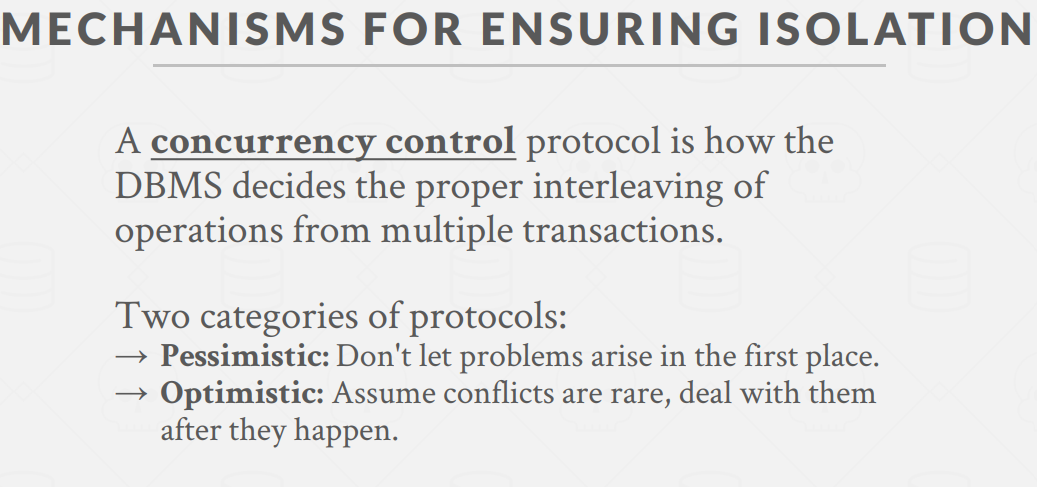 MECHANISMS FOR ENSURING ISOLATION
A concurrency control protocol is how the
DBMS decides the proper interleaving of
operations from multiple transactions.
Two categories of protocols:
→ Pessimistic: Don't let problems arise in the first place.
→ Optimistic: Assume conflicts are rare, deal with them
after they happen.